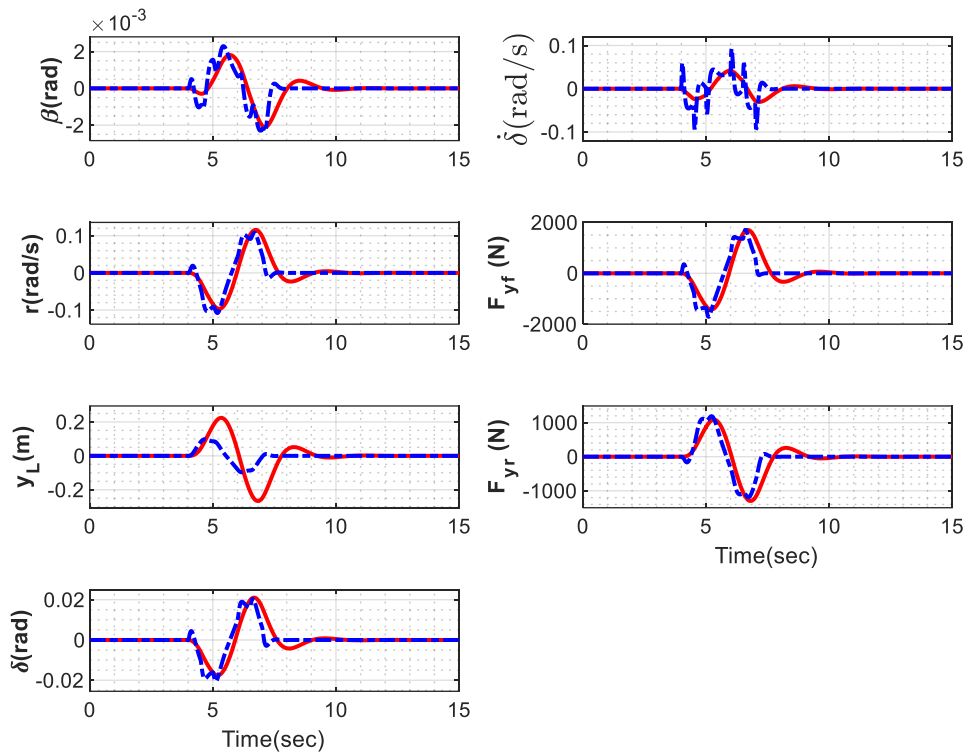 ×10⁻³
β(rad)
2
0
-2
0 5 10 15
δ̇(rad/s)
0.1
0
-0.1
0 5 10 15
r(rad/s)
0.1
0
-0.1
0 5 10 15
F_yf (N)
2000
0
-2000
0 5 10 15
y_L(m)
0.2
0
-0.2
0 5 10 15
F_yr (N)
1000
0
-1000
0 5 10 15
Time(sec)
δ(rad)
0.02
0
-0.02
0 5 10 15
Time(sec)